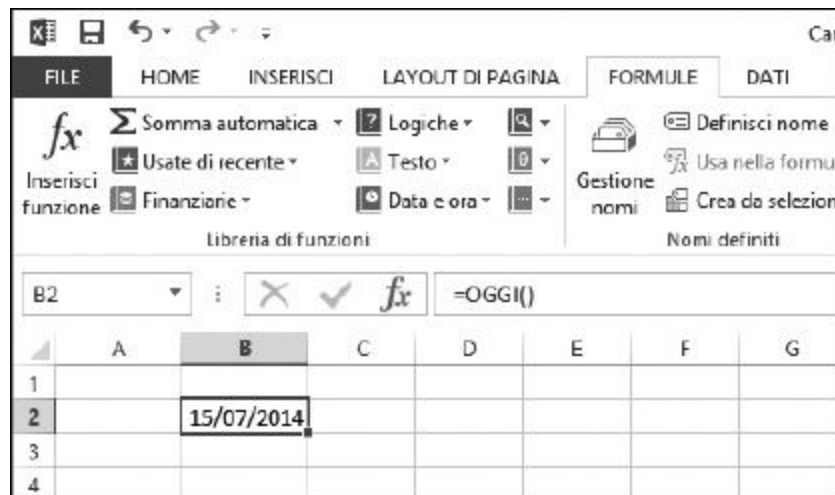 Car
FILE HOME INSERISCI LAYOUT DI PAGINA FORMULE DATI
fx Inserisci funzione
Σ Somma automatica
Usate di recente
Finanziarie
Logiche
Testo
Data e ora
Libreria di funzioni
Gestione nomi
Definisci nome
Usa nella formu
Crea da selezion
Nomi definiti
B2 fx =OGGI()
A B C D E F G
1
2 15/07/2014
3
4